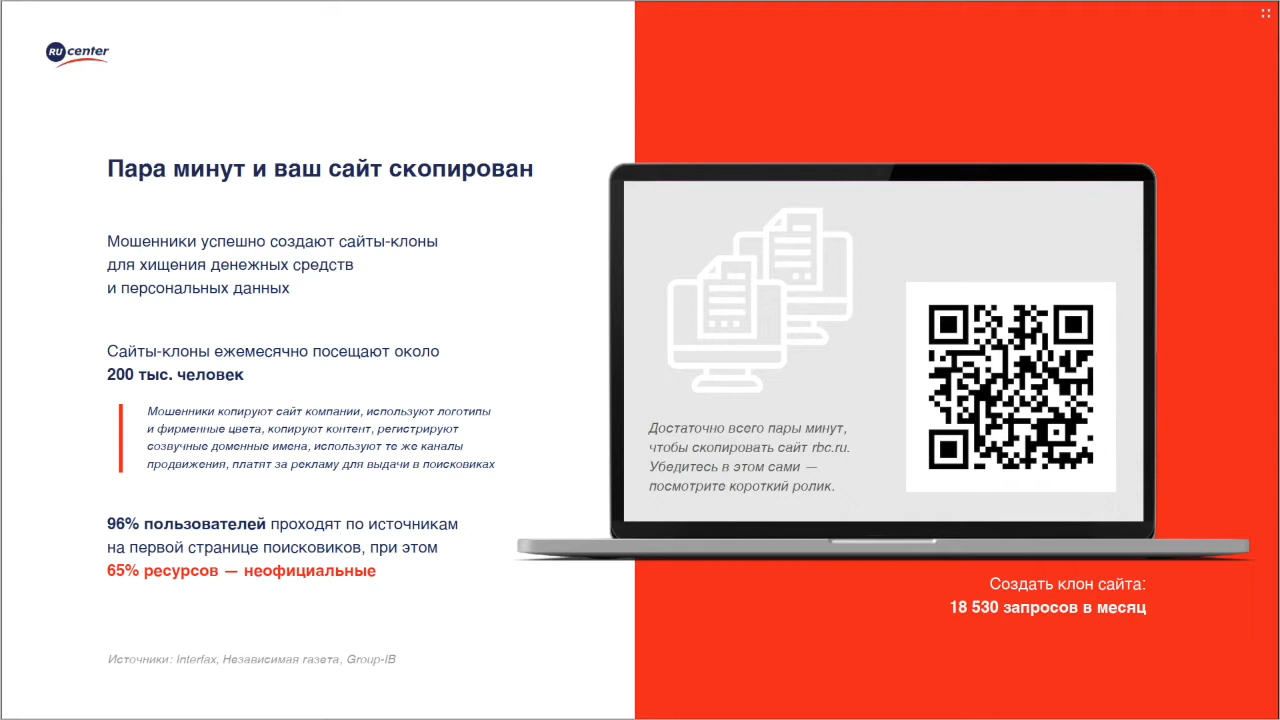 RU center
Пара минут и ваш сайт скопирован
Мошенники успешно создают сайты-клоны
для хищения денежных средств
и персональных данных
Сайты-клоны ежемесячно посещают около
200 тыс. человек
Мошенники копируют сайт компании, используют логотипы
и фирменные цвета, копируют контент, регистрируют
созвучные доменные имена, используют те же каналы
продвижения, платят за рекламу для выдачи в поисковиках
96% пользователей проходят по источникам
на первой странице поисковиков, при этом
65% ресурсов — неофициальные
Источники: Interfax, Независимая газета, Group-IB
Достаточно всего пары минут,
чтобы скопировать сайт rbc.ru.
Убедитесь в этом сами —
посмотрите короткий ролик.
Создать клон сайта:
18 530 запросов в месяц